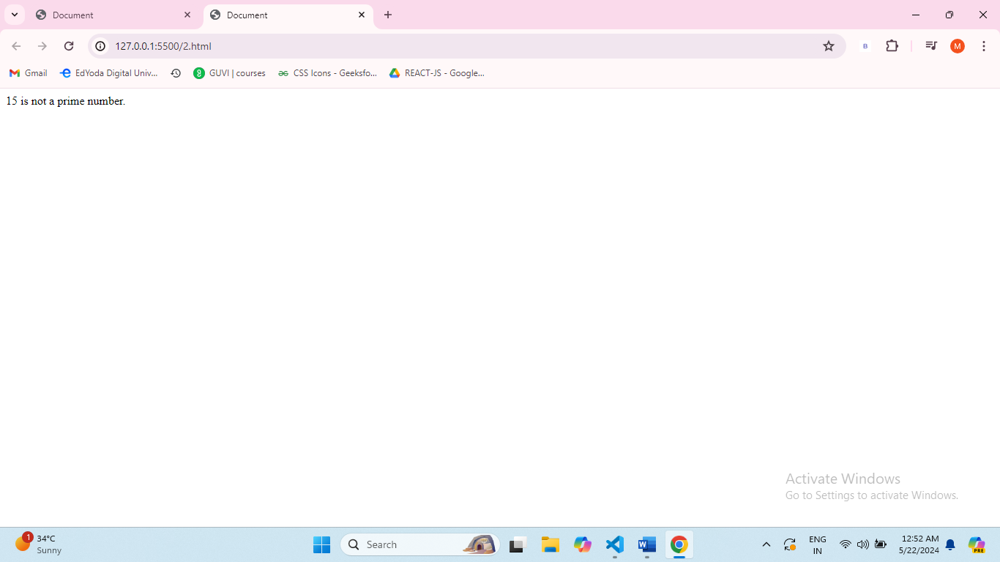 Document
Document
127.0.0.1:5500/2.html
B
M
Gmail
EdYoda Digital Univ...
GUVI | courses
CSS Icons - Geeksfo...
REACT-JS - Google...
15 is not a prime number.
Activate Windows
Go to Settings to activate Windows.
1
34°C
Sunny
Search
W
ENG
IN
12:52 AM
5/22/2024
PRE